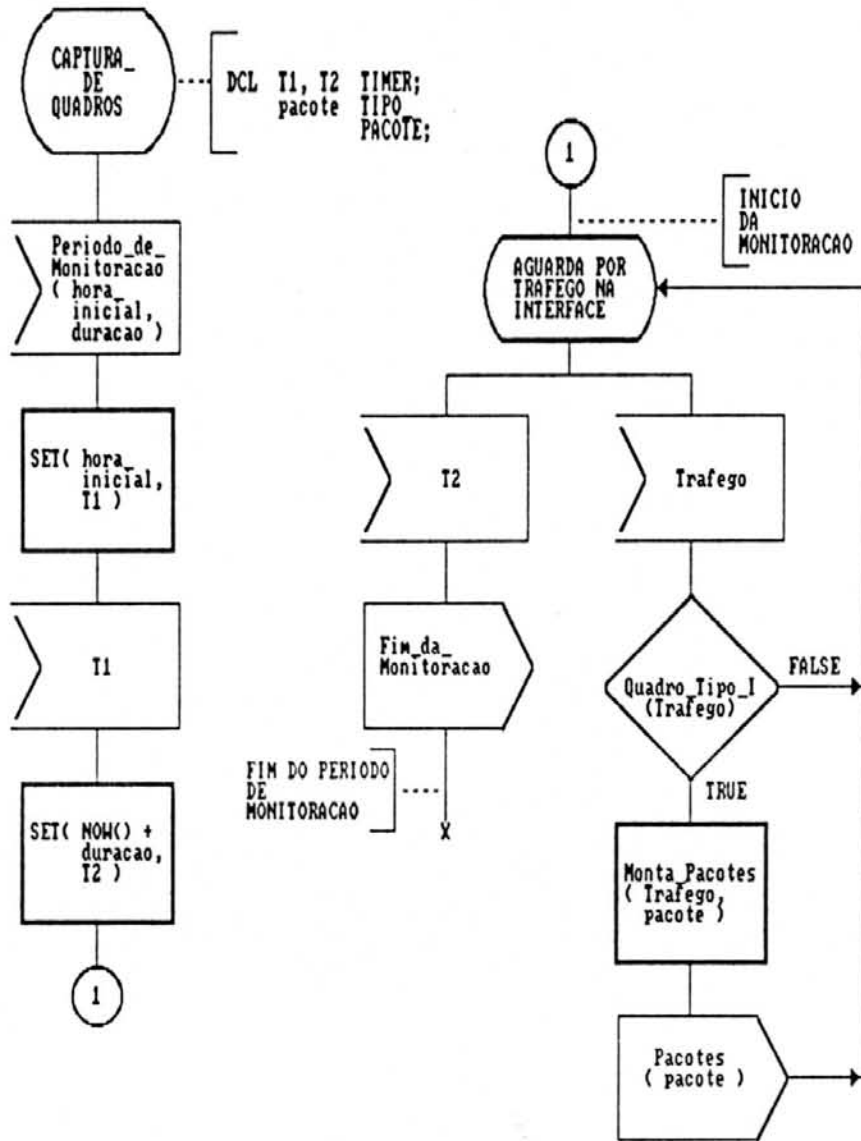 CAPTURA_
DE
QUADROS
DCL T1, T2 TIMER;
pacote TIPO_
PACOTE;
Periodo_de_
Monitoracao
( hora_
inicial,
duracao )
SET( hora_
inicial,
T1 )
T1
SET( NOW() +
duracao,
T2 )
1
1
INICIO
DA
MONITORACAO
AGUARDA POR
TRAFEGO NA
INTERFACE
T2
Fim_da_
Monitoracao
FIM DO PERIODO
DE
MONITORACAO
X
Trafego
Quadro_Tipo_I
(Trafego)
FALSE
TRUE
Monta_Pacotes
( Trafego,
pacote )
Pacotes
( pacote )